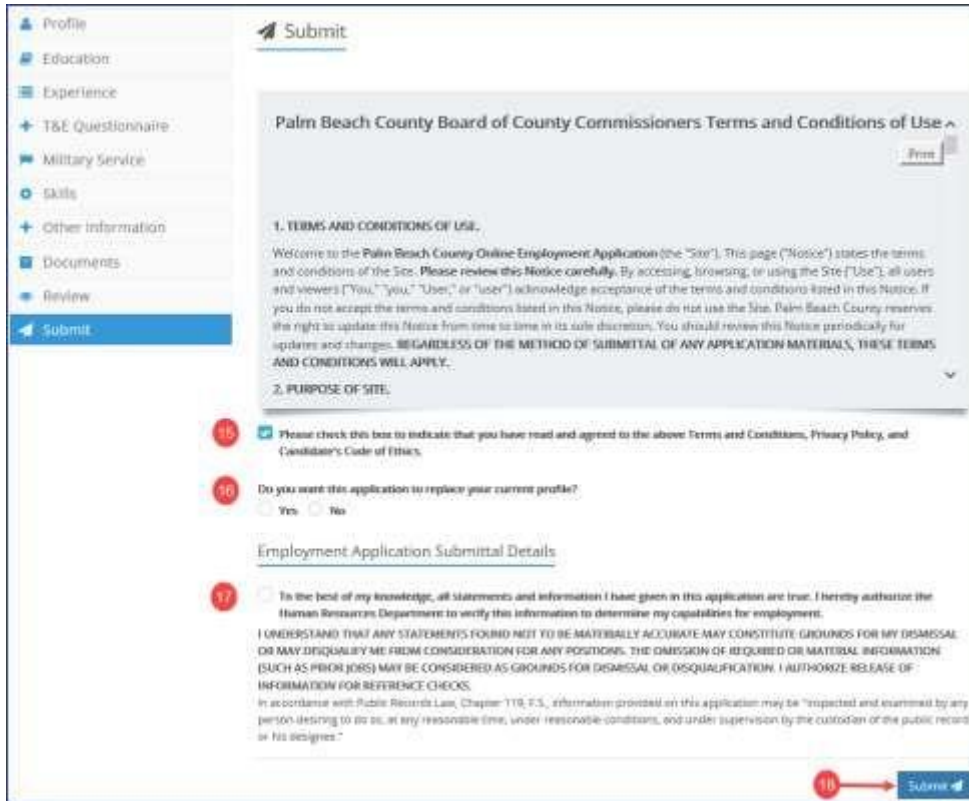 Profile
Education
Experience
T&E Questionnaire
Military Service
Skills
Other Information
Documents
Review
Submit
Submit
Palm Beach County Board of County Commissioners Terms and Conditions of Use
Print
1. TERMS AND CONDITIONS OF USE.
Welcome to the Palm Beach County Online Employment Application (the "Site"). This page ("Notice") states the terms
and conditions of the Site. Please review this Notice carefully. By accessing, browsing, or using the Site ("Use"), all users
and viewers ("You," "you," "User," or "user") acknowledge acceptance of the terms and conditions listed in this Notice. If
you do not accept the terms and conditions listed in this Notice, please do not use the Site. Palm Beach County reserves
the right to update this Notice from time to time in its sole discretion. You should review this Notice periodically for
updates and changes. REGARDLESS OF THE METHOD OF SUBMITTAL OF ANY APPLICATION MATERIALS, THESE TERMS
AND CONDITIONS WILL APPLY.
2. PURPOSE OF SITE.
15
Please check this box to indicate that you have read and agreed to the above Terms and Conditions, Privacy Policy, and
Candidate's Code of Ethics.
16
Do you want this application to replace your current profile?
Yes No
Employment Application Submittal Details
17
To the best of my knowledge, all statements and information I have given in this application are true. I hereby authorize the
Human Resources Department to verify this information to determine my capabilities for employment.
I UNDERSTAND THAT ANY STATEMENTS FOUND NOT TO BE MATERIALLY ACCURATE MAY CONSTITUTE GROUNDS FOR MY DISMISSAL
OR MAY DISQUALIFY ME FROM CONSIDERATION FOR ANY POSITIONS. THE OMISSION OF REQUIRED OR MATERIAL INFORMATION
(SUCH AS PRIOR JOBS) MAY BE CONSIDERED AS GROUNDS FOR DISMISSAL OR DISQUALIFICATION. I AUTHORIZE RELEASE OF
INFORMATION FOR REFERENCE CHECKS.
In accordance with Public Records Law, Chapter 119, F.S., information provided on this application may be "inspected and examined by any
person desiring to do so, at any reasonable time, under reasonable conditions, and under supervision by the custodian of the public record
or his designee."
18
Submit